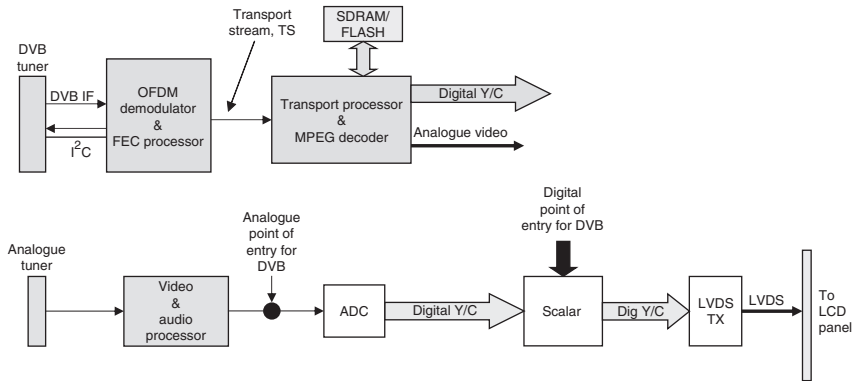 Transport
stream, TS
SDRAM/
FLASH
DVB
tuner
DVB IF
I²C
OFDM
demodulator
&
FEC processor
Transport processor
&
MPEG decoder
Digital Y/C
Analogue video
Analogue
tuner
Video
&
audio
processor
Analogue
point of
entry for
DVB
ADC
Digital Y/C
Digital
point of
entry for DVB
Scalar
Dig Y/C
LVDS
TX
LVDS
To
LCD
panel